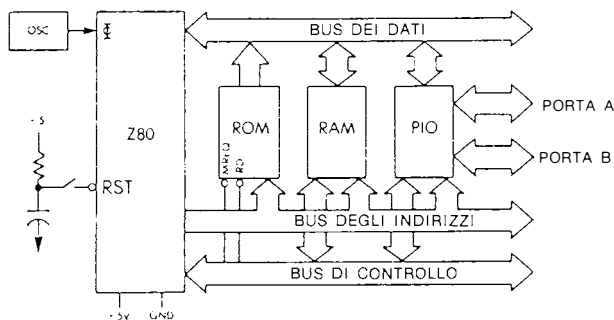 OSC
Φ
BUS DEI DATI
Z80
ROM
RAM
PIO
PORTA A
PORTA B
MREQ
RD
RST
BUS DEGLI INDIRIZZI
BUS DI CONTROLLO
GND